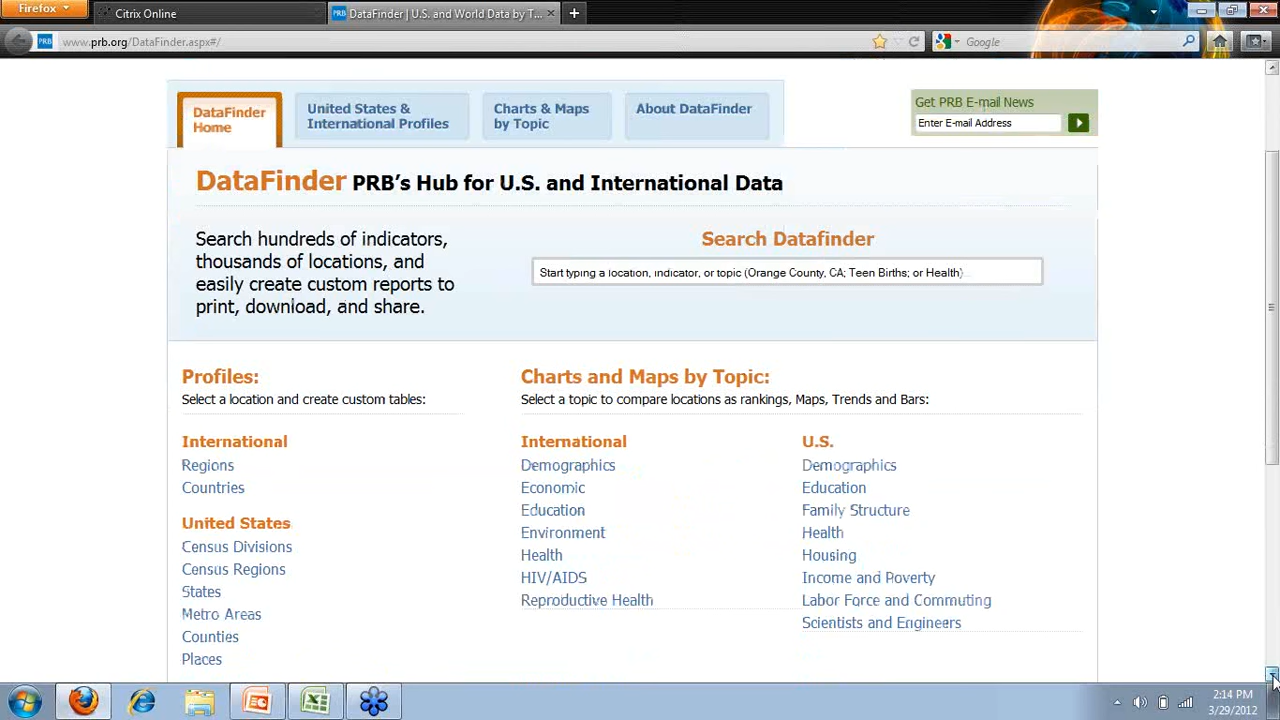 Firefox
Citrix Online
PRB DataFinder | U.S. and World Data by T...
PRB www.prb.org/DataFinder.aspx#/
Google
DataFinder
Home
United States &
International Profiles
Charts & Maps
by Topic
About DataFinder
Get PRB E-mail News
Enter E-mail Address
DataFinder PRB's Hub for U.S. and International Data
Search hundreds of indicators,
thousands of locations, and
easily create custom reports to
print, download, and share.
Search Datafinder
Start typing a location, indicator, or topic (Orange County, CA; Teen Births; or Health)
Profiles:
Select a location and create custom tables:
International
Regions
Countries
United States
Census Divisions
Census Regions
States
Metro Areas
Counties
Places
Charts and Maps by Topic:
Select a topic to compare locations as rankings, Maps, Trends and Bars:
International
Demographics
Economic
Education
Environment
Health
HIV/AIDS
Reproductive Health
U.S.
Demographics
Education
Family Structure
Health
Housing
Income and Poverty
Labor Force and Commuting
Scientists and Engineers
2:14 PM
3/29/2012